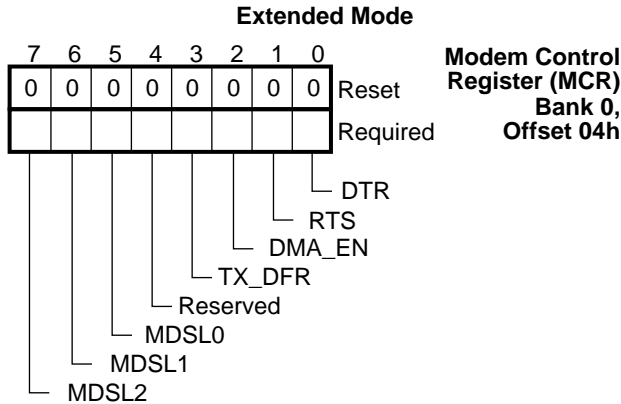 Extended Mode
7 6 5 4 3 2 1 0
Modem Control
Register (MCR)
Bank 0,
Offset 04h
0 0 0 0 0 0 0 0 Reset
Required
DTR
RTS
DMA_EN
TX_DFR
Reserved
MDSL0
MDSL1
MDSL2